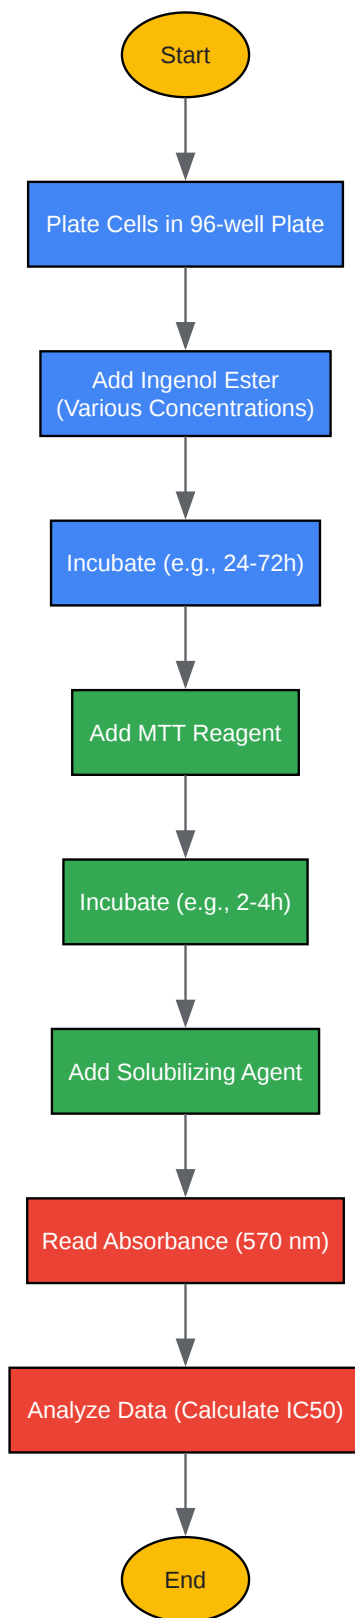 Start
Plate Cells in 96-well Plate
Add Ingenol Ester
(Various Concentrations)
Incubate (e.g., 24-72h)
Add MTT Reagent
Incubate (e.g., 2-4h)
Add Solubilizing Agent
Read Absorbance (570 nm)
Analyze Data (Calculate IC50)
End